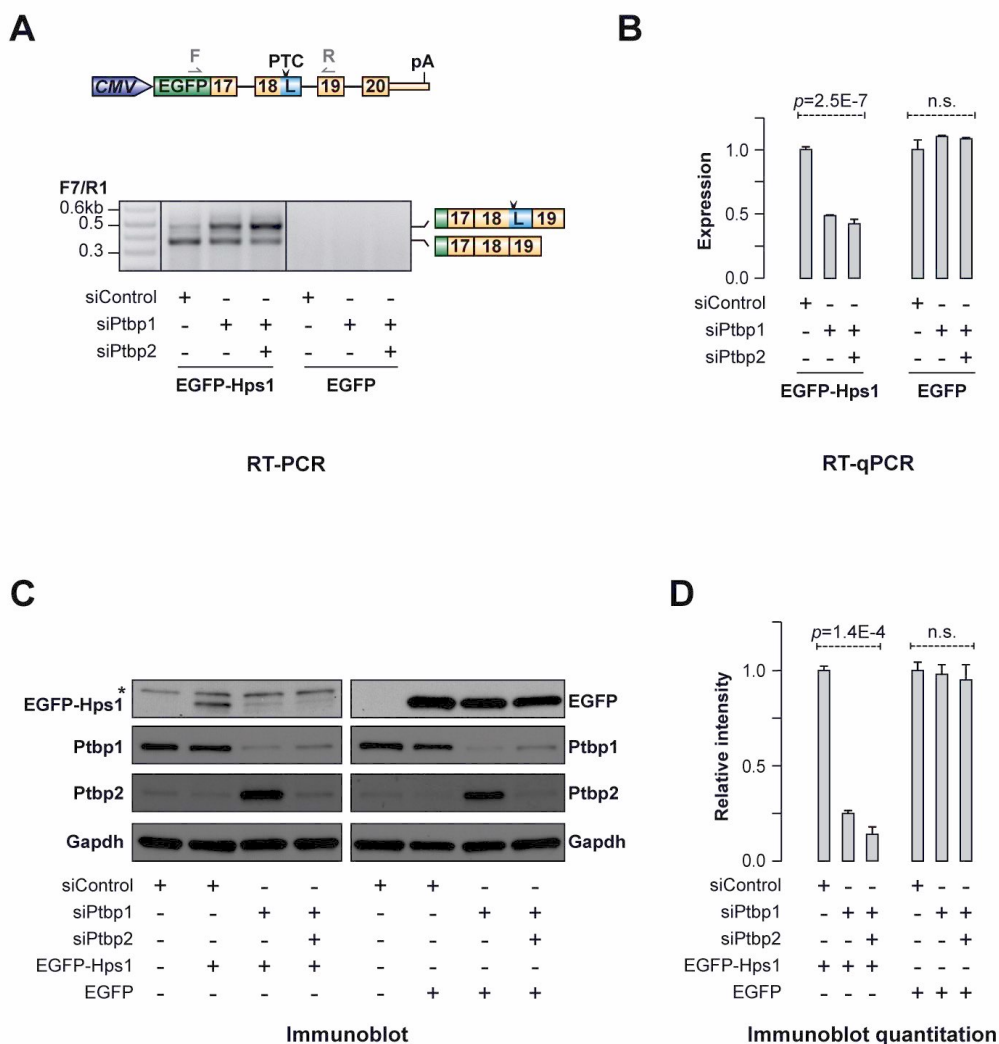 A
F
PTC
R
pA
CMV EGFP 17 18 L 19 20
F7/R1
0.6kb
0.5
0.3
17 18 L 19
17 18 19
siControl + - - + - -
siPtbp1 - + + - + +
siPtbp2 - - + - - +
EGFP-Hps1 EGFP
RT-PCR
B
p=2.5E-7 n.s.
Expression
1.0
0.5
0.0
siControl + - - + - -
siPtbp1 - + + - + +
siPtbp2 - - + - - +
EGFP-Hps1 EGFP
RT-qPCR
C
*
EGFP-Hps1 EGFP
Ptbp1 Ptbp1
Ptbp2 Ptbp2
Gapdh Gapdh
siControl + + - - + + - -
siPtbp1 - - + + - - + +
siPtbp2 - - - + - - - +
EGFP-Hps1 - + + + - - - -
EGFP - - - - - + + +
Immunoblot
D
p=1.4E-4 n.s.
Relative intensity
1.0
0.5
0.0
siControl + - - + - -
siPtbp1 - + + - + +
siPtbp2 - - + - - +
EGFP-Hps1 + + + - - -
EGFP - - - + + +
Immunoblot quantitation